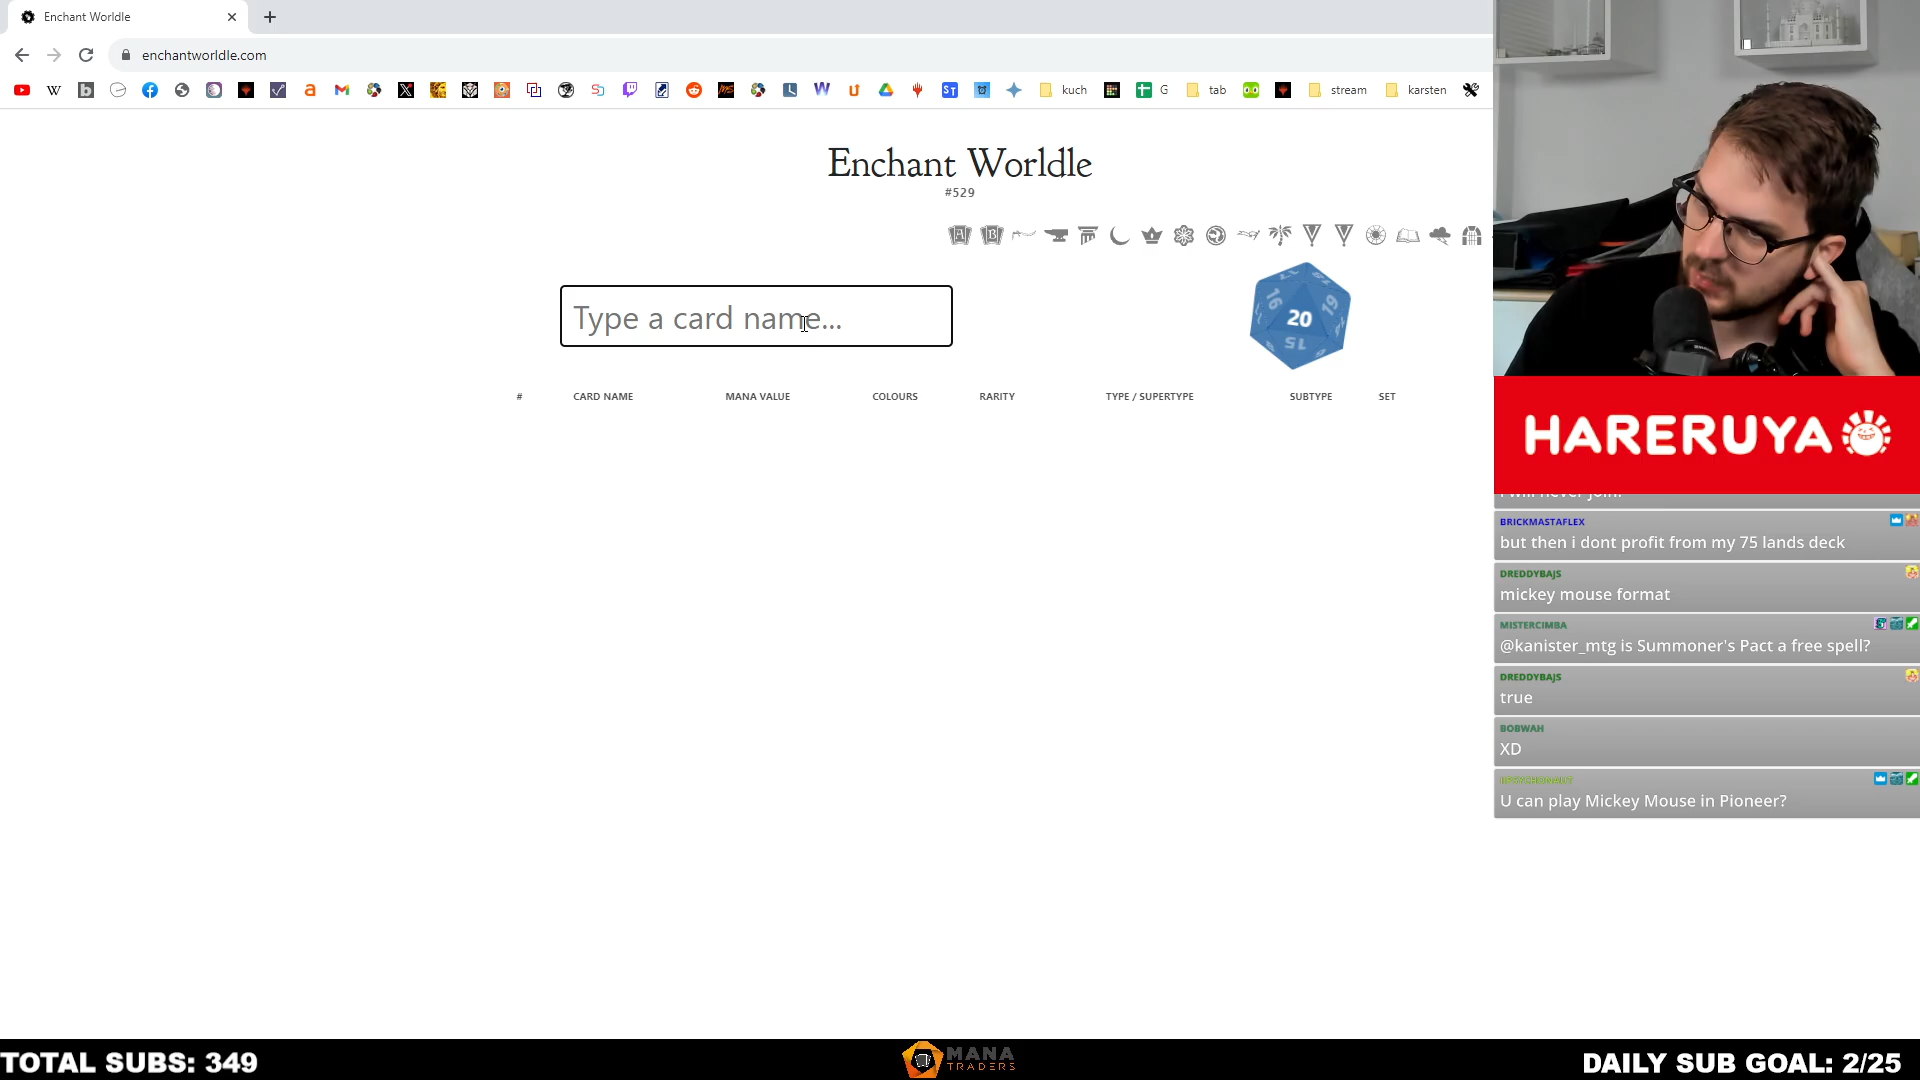 Enchant Worldle
enchantworldle.com
kuch
G
tab
stream
karsten
Enchant Worldle
#529
Type a card name...
20
16
19
15
# CARD NAME MANA VALUE COLOURS RARITY TYPE / SUPERTYPE SUBTYPE SET
HARERUYA
BRICKMASTAFLEX
but then i dont profit from my 75 lands deck
DREDDYBAJS
mickey mouse format
MISTERCIMBA
@kanister_mtg is Summoner's Pact a free spell?
DREDDYBAJS
true
BOBWAH
XD
U can play Mickey Mouse in Pioneer?
TOTAL SUBS: 349
MANA
TRADERS
DAILY SUB GOAL: 2/25